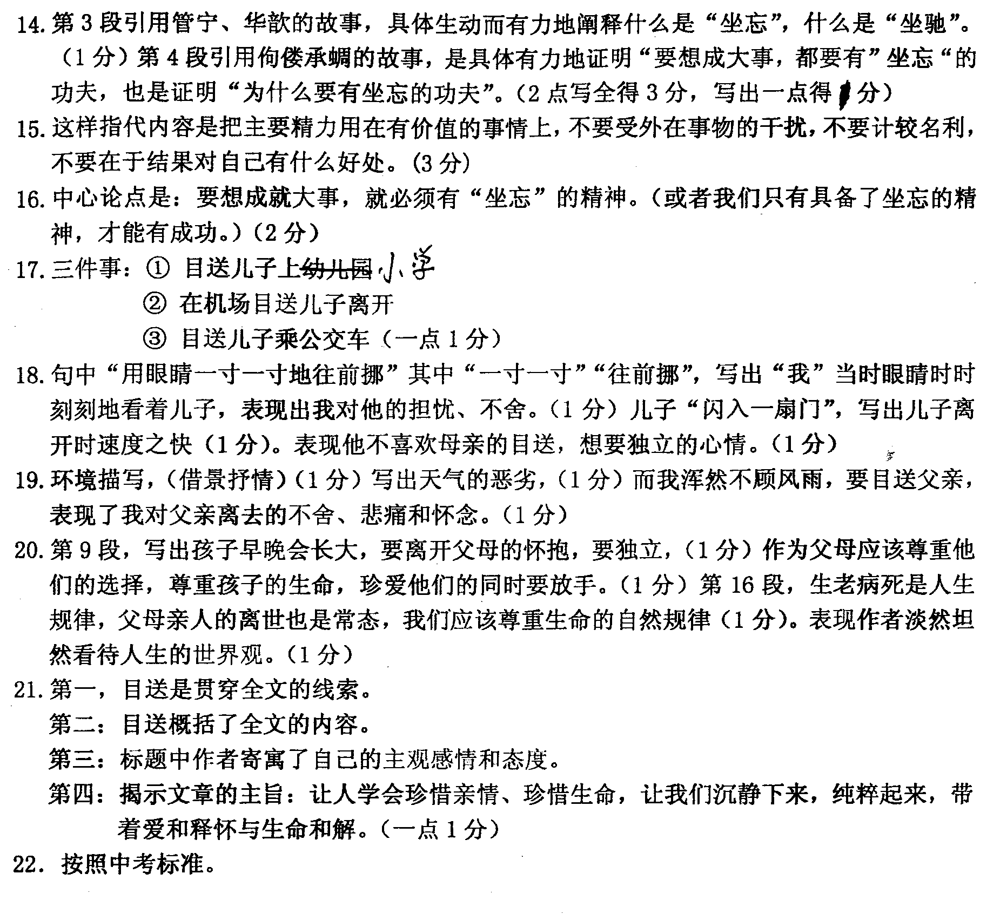 14. 第 3 段引用管宁、华歆的故事，具体生动而有力地阐释什么是“坐忘”，什么是“坐驰”。
（1 分）第 4 段引用佝偻承蜩的故事，是具体有力地证明“要想成大事，都要有”坐忘“的
功夫，也是证明“为什么要有坐忘的功夫”。（2 点写全得 3 分，写出一点得 分）
15. 这样指代内容是把主要精力用在有价值的事情上，不要受外在事物的干扰，不要计较名利，
不要在于结果对自己有什么好处。（3 分）
16. 中心论点是：要想成就大事，就必须有“坐忘”的精神。（或者我们只有具备了坐忘的精
神，才能有成功。）（2 分）
17. 三件事：① 目送儿子上幼儿园小学
② 在机场目送儿子离开
③ 目送儿子乘公交车（一点 1 分）
18. 句中“用眼睛一寸一寸地往前挪”其中“一寸一寸”“往前挪”，写出“我”当时眼睛时时
刻刻地看着儿子，表现出我对他的担忧、不舍。（1 分）儿子“闪入一扇门”，写出儿子离
开时速度之快（1 分）。表现他不喜欢母亲的目送，想要独立的心情。（1 分）
19. 环境描写，（借景抒情）（1 分）写出天气的恶劣，（1 分）而我浑然不顾风雨，要目送父亲，
表现了我对父亲离去的不舍、悲痛和怀念。（1 分）
20. 第 9 段，写出孩子早晚会长大，要离开父母的怀抱，要独立，（1 分）作为父母应该尊重他
们的选择，尊重孩子的生命，珍爱他们的同时要放手。（1 分）第 16 段，生老病死是人生
规律，父母亲人的离世也是常态，我们应该尊重生命的自然规律（1 分）。表现作者淡然坦
然看待人生的世界观。（1 分）
21. 第一，目送是贯穿全文的线索。
第二：目送概括了全文的内容。
第三：标题中作者寄寓了自己的主观感情和态度。
第四：揭示文章的主旨：让人学会珍惜亲情、珍惜生命，让我们沉静下来，纯粹起来，带
着爱和释怀与生命和解。（一点 1 分）
22. 按照中考标准。